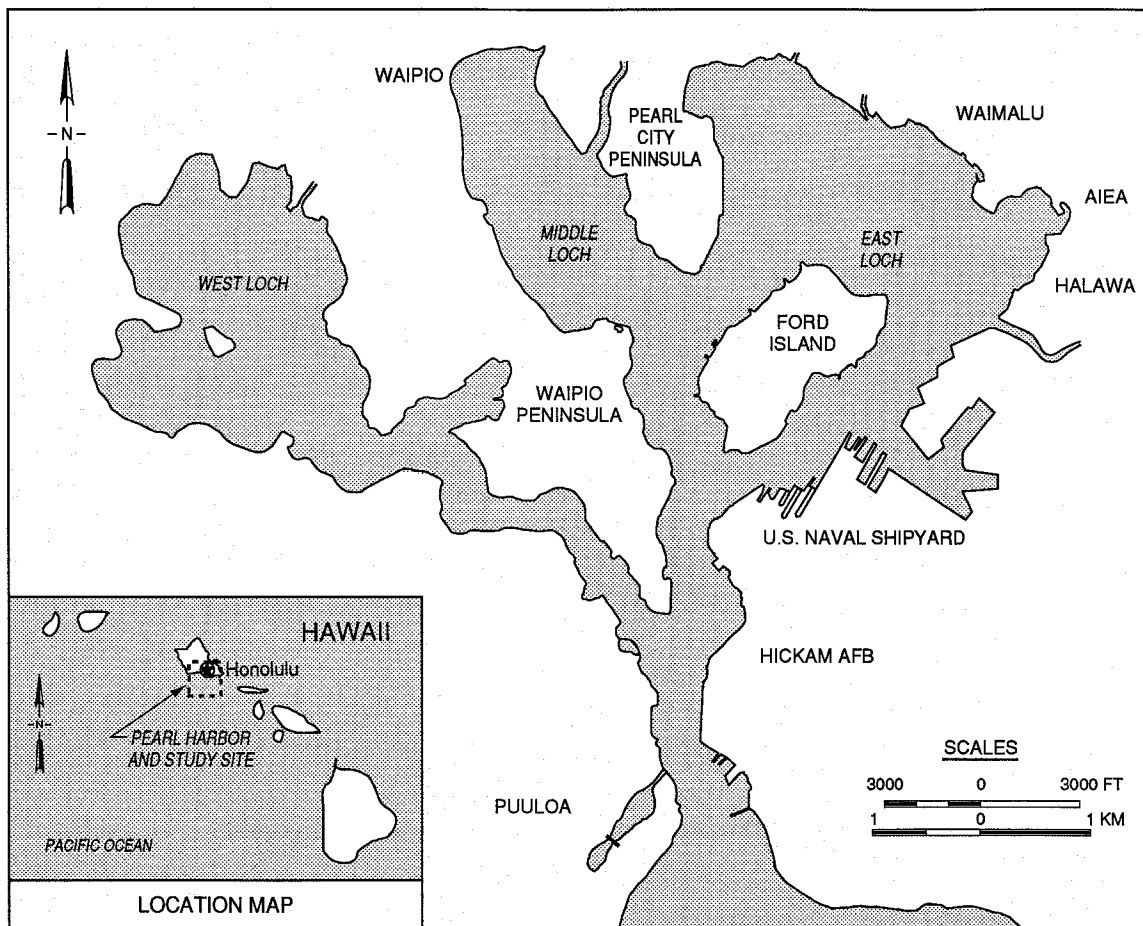 WAIPIO
-N-
PEARL
CITY
PENINSULA
WAIMALU
AIEA
MIDDLE
LOCH
EAST
LOCH
WEST LOCH
HALAWA
FORD
ISLAND
WAIPIO
PENINSULA
U.S. NAVAL SHIPYARD
HICKAM AFB
PUULOA
SCALES
3000 0 3000 FT
1 0 1 KM
HAWAII
Honolulu
-N-
PEARL HARBOR
AND STUDY SITE
PACIFIC OCEAN
LOCATION MAP